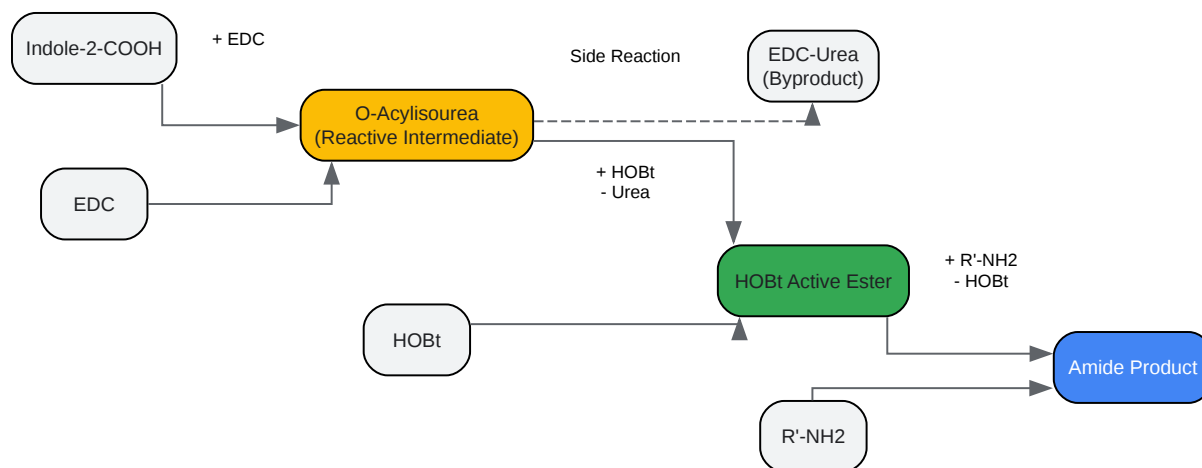 Indole-2-COOH
+ EDC
Side Reaction
EDC-Urea
(Byproduct)
O-Acylisourea
(Reactive Intermediate)
+ HOBt
- Urea
EDC
HOBt Active Ester
+ R'-NH2
- HOBt
HOBt
Amide Product
R'-NH2